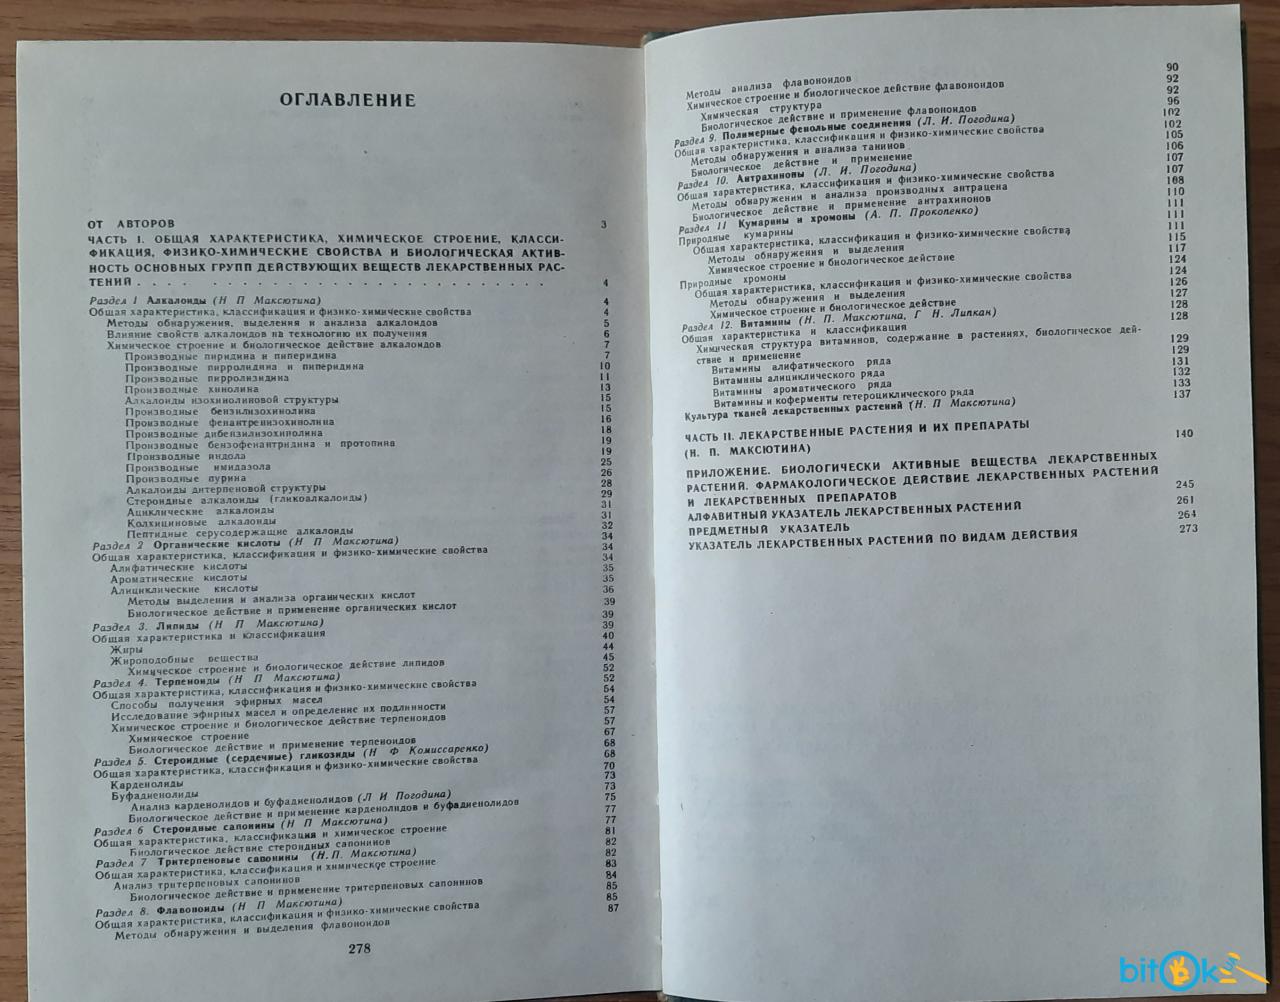 ОГЛАВЛЕНИЕ
ОТ АВТОРОВ 3
ЧАСТЬ I. ОБЩАЯ ХАРАКТЕРИСТИКА, ХИМИЧЕСКОЕ СТРОЕНИЕ, КЛАССИ-
ФИКАЦИЯ, ФИЗИКО-ХИМИЧЕСКИЕ СВОЙСТВА И БИОЛОГИЧЕСКАЯ АКТИВ-
НОСТЬ ОСНОВНЫХ ГРУПП ДЕЙСТВУЮЩИХ ВЕЩЕСТВ ЛЕКАРСТВЕННЫХ РАС-
ТЕНИЙ 4
Раздел 1 Алкалоиды (Н П Максютина) 4
Общая характеристика, классификация и физико-химические свойства 4
Методы обнаружения, выделения и анализа алкалоидов 5
Влияние свойств алкалоидов на технологию их получения 6
Химическое строение и биологическое действие алкалоидов 7
Производные пиридина и пиперидина 7
Производные пирролидина и пиперидина 10
Производные пирролизидина 11
Производные хинолина 13
Алкалоиды изохинолиновой структуры 15
Производные бензилизохинолина 15
Производные фенантренизохинолина 16
Производные дибензилизохинолина 18
Производные бензофенантридина и протопина 19
Производные индола 19
Производные имидазола 25
Производные пурина 26
Алкалоиды дитерпеновой структуры 28
Стероидные алкалоиды (гликоалкалоиды) 29
Ациклические алкалоиды 31
Колхициновые алкалоиды 31
Пептидные серусодержащие алкалоиды 32
Раздел 2 Органические кислоты (Н П Максютина) 34
Общая характеристика, классификация и физико-химические свойства 34
Алифатические кислоты 34
Ароматические кислоты 35
Алициклические кислоты 35
Методы выделения и анализа органических кислот 36
Биологическое действие и применение органических кислот 39
Раздел 3. Липиды (Н П Максютина) 39
Общая характеристика и классификация 39
Жиры 40
Жироподобные вещества 44
Химическое строение и биологическое действие липидов 45
Раздел 4. Терпеноиды (Н П Максютина) 52
Общая характеристика, классификация и физико-химические свойства 52
Способы получения эфирных масел 54
Исследование эфирных масел и определение их подлинности 54
Химическое строение и биологическое действие терпеноидов 57
Химическое строение 57
Биологическое действие и применение терпеноидов 67
Раздел 5. Стероидные (сердечные) гликозиды (Н Ф Комиссаренко) 68
Общая характеристика, классификация и физико-химические свойства 68
Карденолиды 70
Буфадиенолиды 73
Анализ карденолидов и буфадиенолидов (Л И Погодина) 73
Биологическое действие и применение карденолидов и буфадиенолидов 75
Раздел 6 Стероидные сапонины (Н П Максютина) 77
Общая характеристика, классификация и химическое строение 77
Биологическое действие стероидных сапонинов 81
Раздел 7 Тритерпеновые сапонины (Н. П. Максютина) 82
Общая характеристика, классификация и химическое строение 82
Анализ тритерпеновых сапонинов 83
Биологическое действие и применение тритерпеновых сапонинов 84
Раздел 8. Флавоноиды (Н П Максютина) 85
Общая характеристика, классификация и физико-химические свойства 85
Методы обнаружения и выделения флавоноидов 87
278
Методы анализа флавоноидов 90
Химическое строение и биологическое действие флавоноидов 92
Химическая структура 92
Биологическое действие и применение флавоноидов 96
Раздел 9. Полимерные фенольные соединения (Л. И. Погодина) 102
Общая характеристика, классификация и физико-химические свойства 102
Методы обнаружения и анализа танинов 105
Биологическое действие и применение 106
Раздел 10. Антрахиноны (Л. И. Погодина) 107
Общая характеристика, классификация и физико-химические свойства 107
Методы обнаружения и анализа производных антрацена 108
Биологическое действие и применение антрахинонов 110
Раздел 11 Кумарины и хромоны (А. П. Прокопенко) 111
Природные кумарины 111
Общая характеристика, классификация и физико-химические свойства 111
Методы обнаружения и выделения 115
Химическое строение и биологическое действие 117
Природные хромоны 124
Общая характеристика, классификация и физико-химические свойства 124
Методы обнаружения и выделения 126
Химическое строение и биологическое действие 127
Раздел 12. Витамины (Н. П. Максютина, Г Н. Липкан) 128
Общая характеристика и классификация 128
Химическая структура витаминов, содержание в растениях, биологическое дей-
ствие и применение 129
Витамины алифатического ряда 129
Витамины алициклического ряда 131
Витамины ароматического ряда 132
Витамины и коферменты гетероциклического ряда 133
Культура тканей лекарственных растений (Н. П Максютина) 137
ЧАСТЬ II. ЛЕКАРСТВЕННЫЕ РАСТЕНИЯ И ИХ ПРЕПАРАТЫ
(Н. П. МАКСЮТИНА) 140
ПРИЛОЖЕНИЕ. БИОЛОГИЧЕСКИ АКТИВНЫЕ ВЕЩЕСТВА ЛЕКАРСТВЕННЫХ
РАСТЕНИЙ. ФАРМАКОЛОГИЧЕСКОЕ ДЕЙСТВИЕ ЛЕКАРСТВЕННЫХ РАСТЕНИЙ
И ЛЕКАРСТВЕННЫХ ПРЕПАРАТОВ 245
АЛФАВИТНЫЙ УКАЗАТЕЛЬ ЛЕКАРСТВЕННЫХ РАСТЕНИЙ 261
ПРЕДМЕТНЫЙ УКАЗАТЕЛЬ 264
УКАЗАТЕЛЬ ЛЕКАРСТВЕННЫХ РАСТЕНИЙ ПО ВИДАМ ДЕЙСТВИЯ 273
bitOk